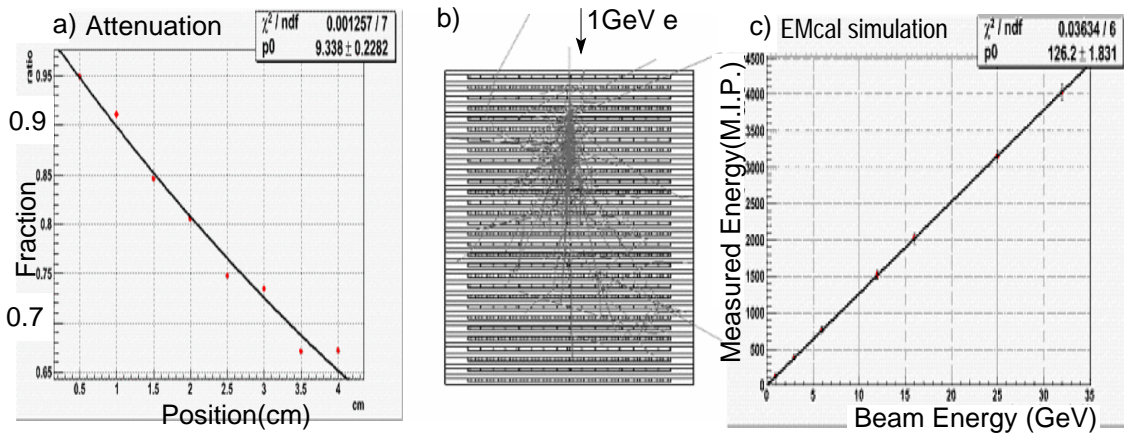 a) Attenuation
χ² / ndf 0.001257 / 7
p0 9.338 ± 0.2282
ratio
0.95
0.9
0.85
0.8
0.75
0.7
0.65
Fraction
0.5 1 1.5 2 2.5 3 3.5 4
cm
Position(cm)
b)
1GeV e
c) EMcal simulation
χ² / ndf 0.03634 / 6
p0 126.2 ± 1.831
4500
4000
3500
3000
2500
2000
1500
1000
500
0
Measured Energy(M.I.P.)
0 5 10 15 20 25 30 35
Beam Energy (GeV)